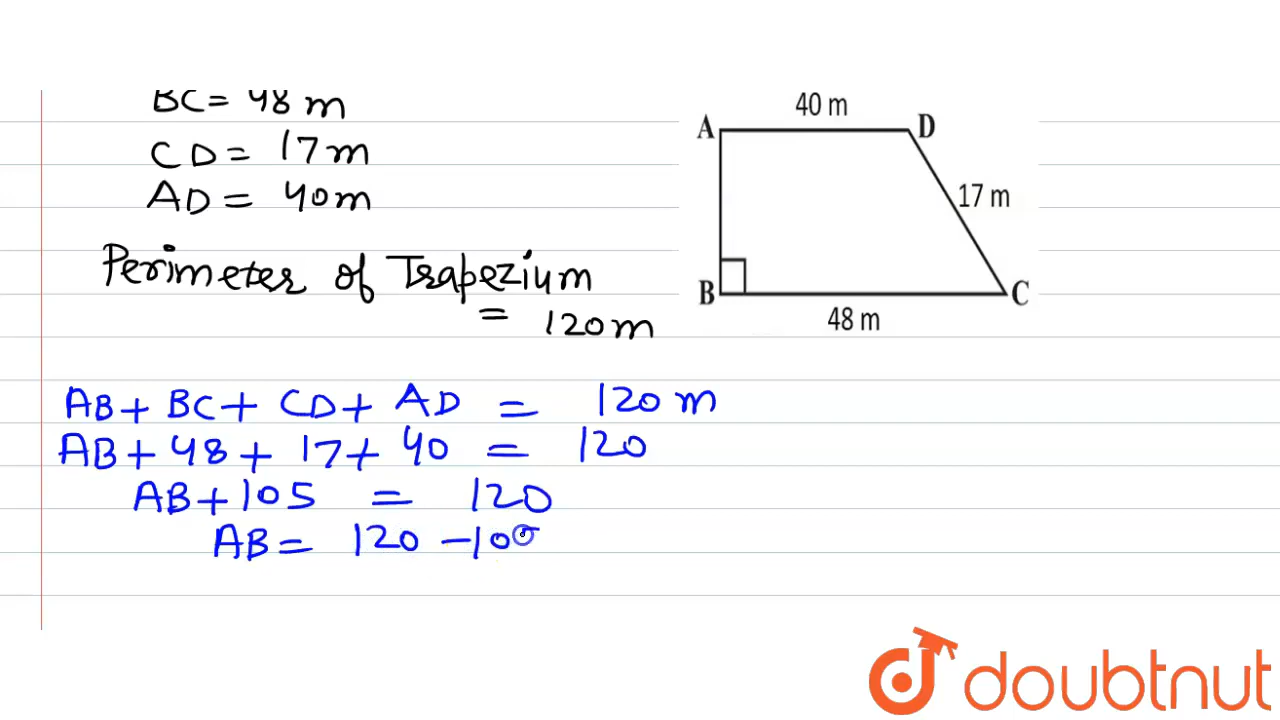 BC = 48 m
CD = 17 m
AD = 40 m
Perimeter of Trapezium
= 120 m
40 m
A
D
17 m
B
C
48 m
AB + BC + CD + AD = 120 m
AB + 48 + 17 + 40 = 120
AB + 105 = 120
AB = 120 - 10
doubtnut